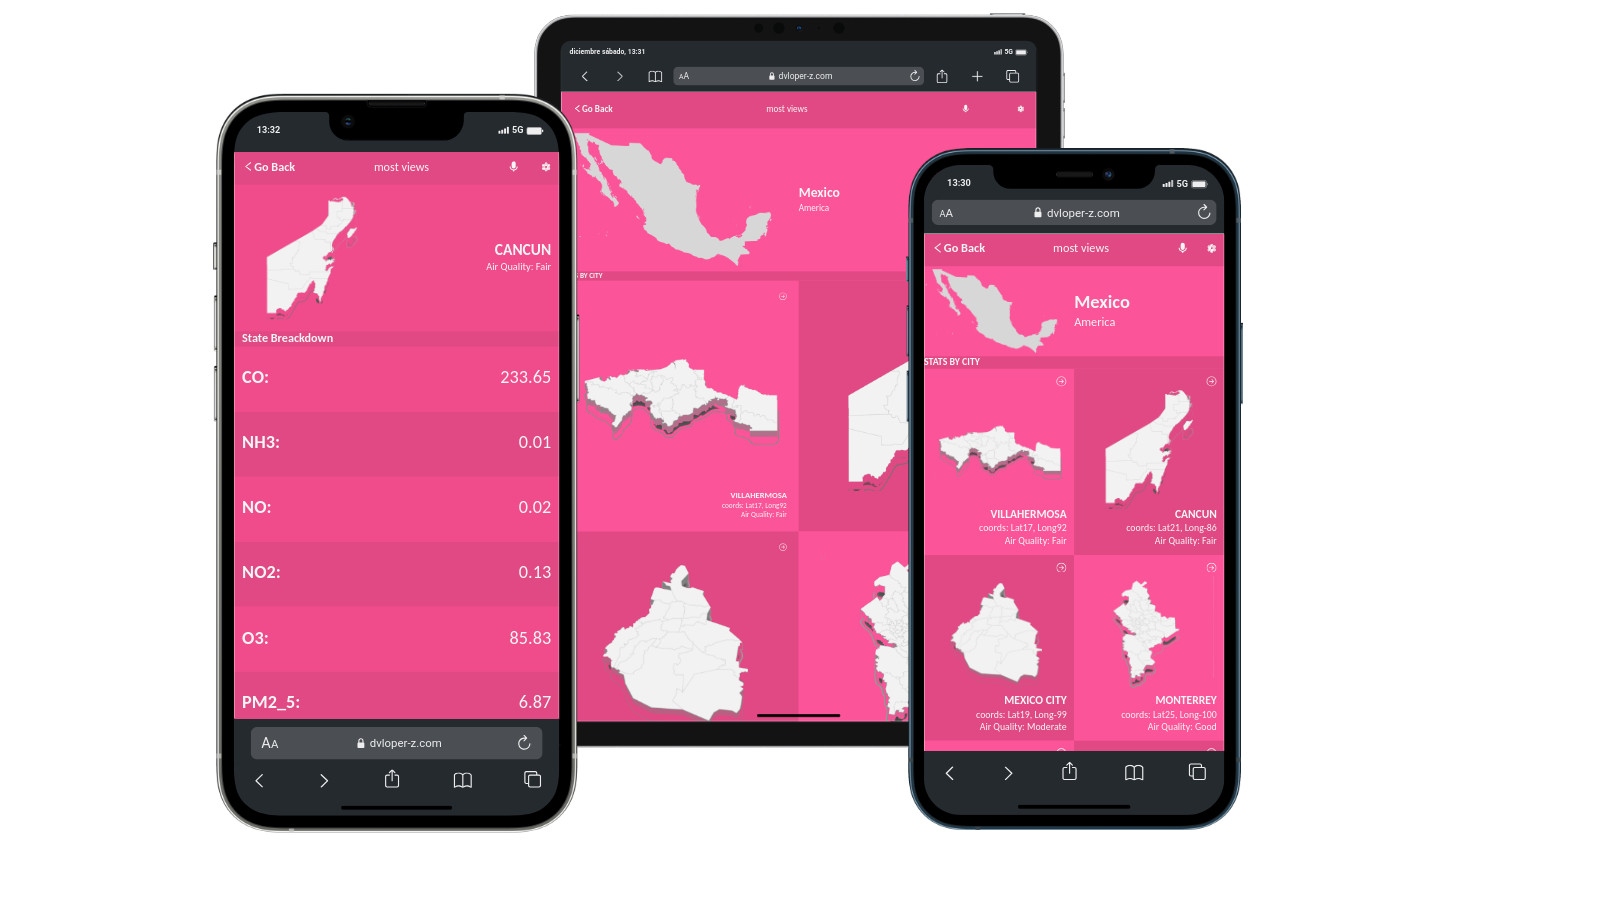 13:32
5G
Go Back
most views
CANCUN
Air Quality: Fair
State Breackdown
CO: 233.65
NH3: 0.01
NO: 0.02
NO2: 0.13
O3: 85.83
PM2_5: 6.87
AA dvloper-z.com
diciembre sábado, 13:31
5G
AA dvloper-z.com
Go Back
most views
Mexico
America
S BY CITY
VILLAHERMOSA
coords: Lat17, Long92
Air Quality: Fair
13:30
5G
AA dvloper-z.com
Go Back
most views
Mexico
America
STATS BY CITY
VILLAHERMOSA
coords: Lat17, Long92
Air Quality: Fair
CANCUN
coords: Lat21, Long-86
Air Quality: Fair
MEXICO CITY
coords: Lat19, Long-99
Air Quality: Moderate
MONTERREY
coords: Lat25, Long-100
Air Quality: Good